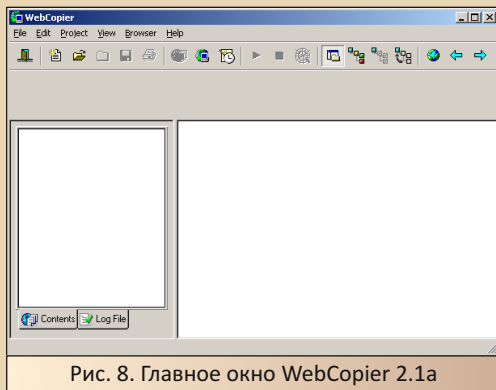 WebCopier
File Edit Project View Browser Help
Contents Log File
Рис. 8. Главное окно WebCopier 2.1a